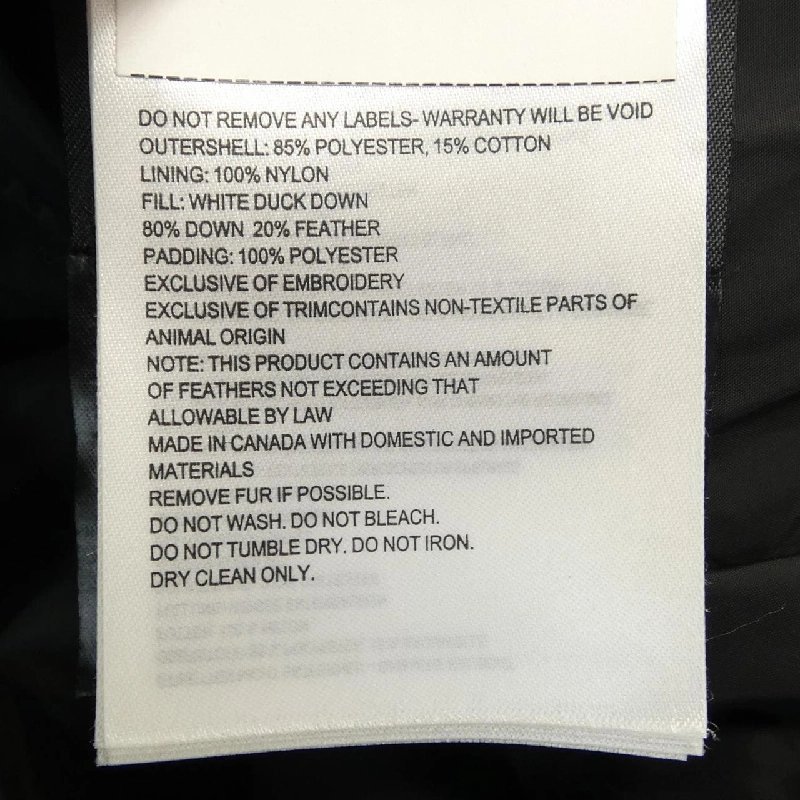 DO NOT REMOVE ANY LABELS- WARRANTY WILL BE VOID
OUTERSHELL: 85% POLYESTER, 15% COTTON
LINING: 100% NYLON
FILL: WHITE DUCK DOWN
80% DOWN 20% FEATHER
PADDING: 100% POLYESTER
EXCLUSIVE OF EMBROIDERY
EXCLUSIVE OF TRIMCONTAINS NON-TEXTILE PARTS OF
ANIMAL ORIGIN
NOTE: THIS PRODUCT CONTAINS AN AMOUNT
OF FEATHERS NOT EXCEEDING THAT
ALLOWABLE BY LAW
MADE IN CANADA WITH DOMESTIC AND IMPORTED
MATERIALS
REMOVE FUR IF POSSIBLE.
DO NOT WASH. DO NOT BLEACH.
DO NOT TUMBLE DRY. DO NOT IRON.
DRY CLEAN ONLY.